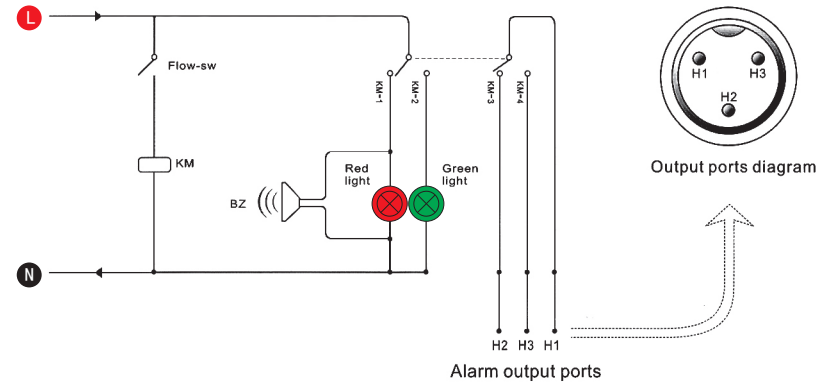 L
Flow-sw
KM-1
KM-2
KM-3
KM-4
H1
H3
H2
Output ports diagram
KM
Red
light
Green
light
BZ
N
H2 H3 H1
Alarm output ports